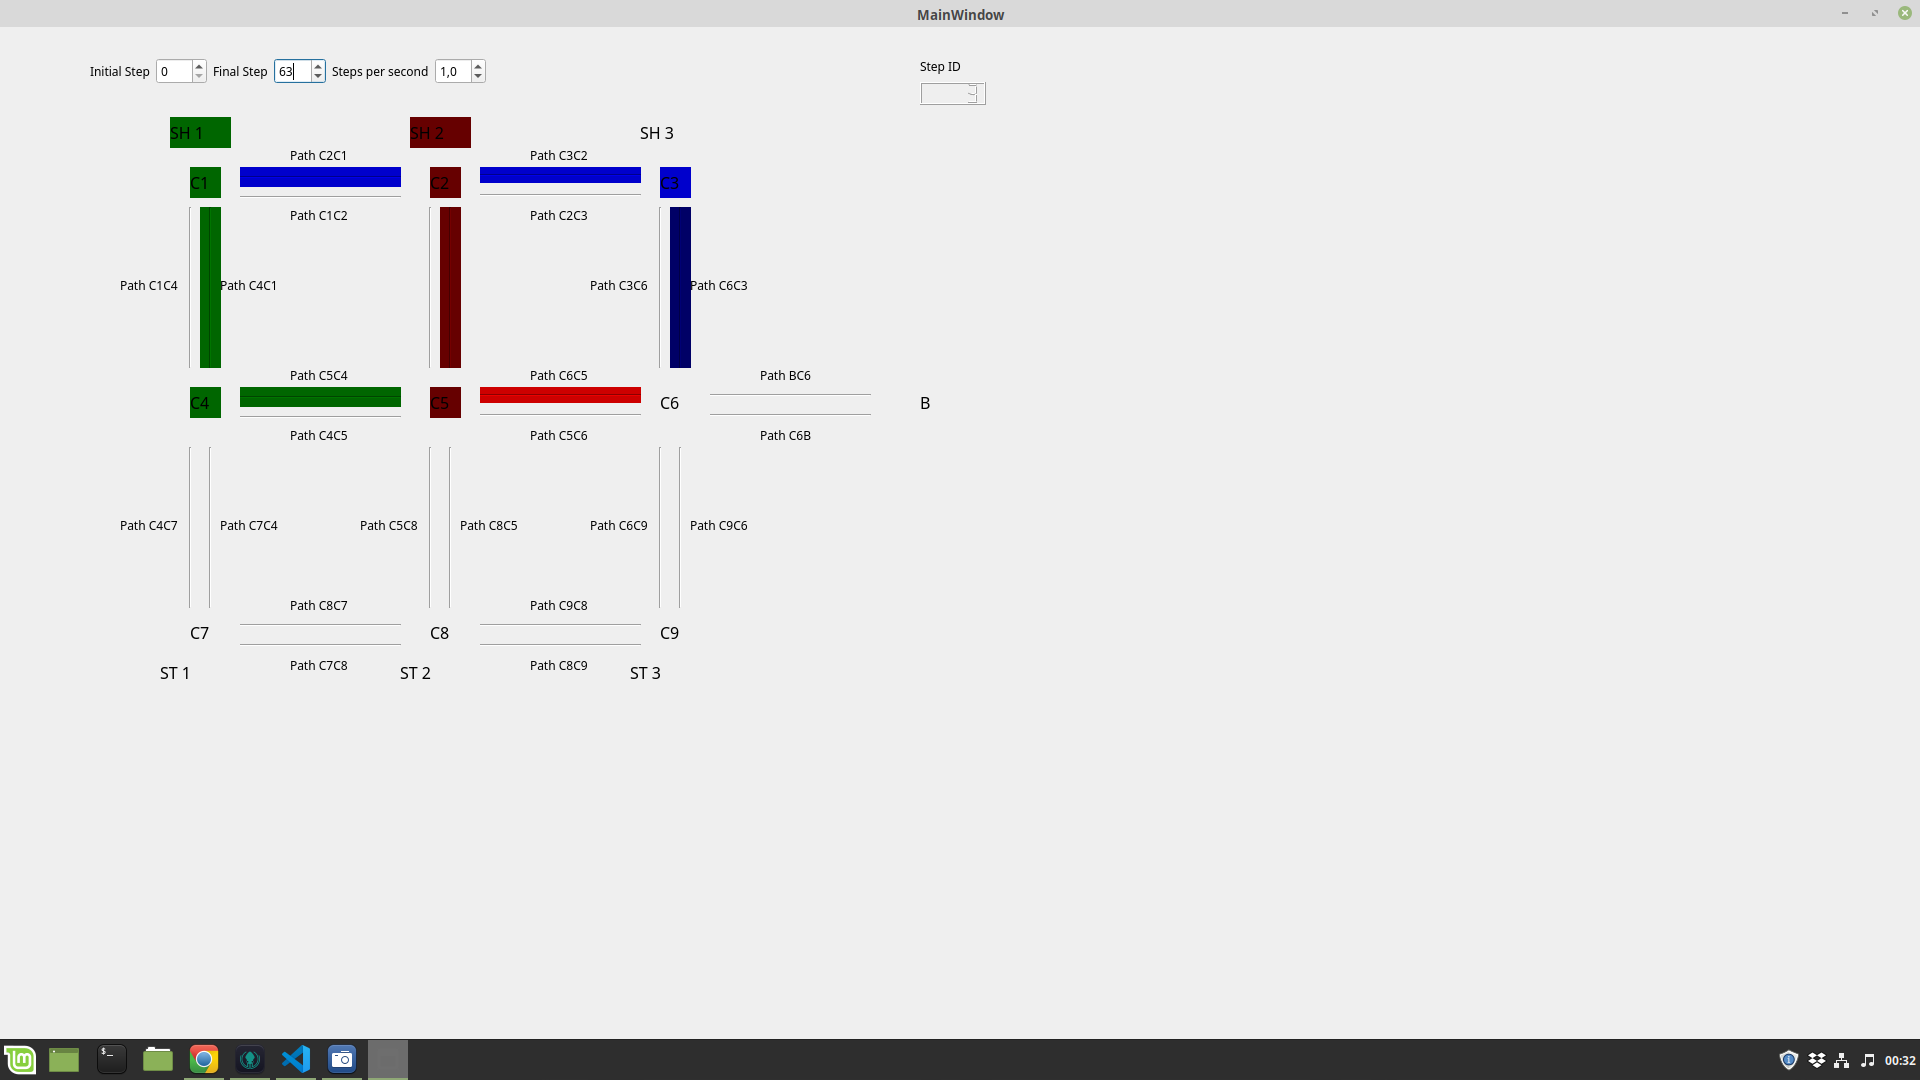 MainWindow
Initial Step 0 Final Step 63 Steps per second 1,0
Step ID
SH 1 SH 2 SH 3
Path C2C1 Path C3C2
C1 C2 C3
Path C1C2 Path C2C3
Path C1C4 Path C4C1 Path C3C6 Path C6C3
Path C5C4 Path C6C5 Path BC6
C4 C5 C6 B
Path C4C5 Path C5C6 Path C6B
Path C4C7 Path C7C4 Path C5C8 Path C8C5 Path C6C9 Path C9C6
Path C8C7 Path C9C8
C7 C8 C9
Path C7C8 Path C8C9
ST 1 ST 2 ST 3
00:32